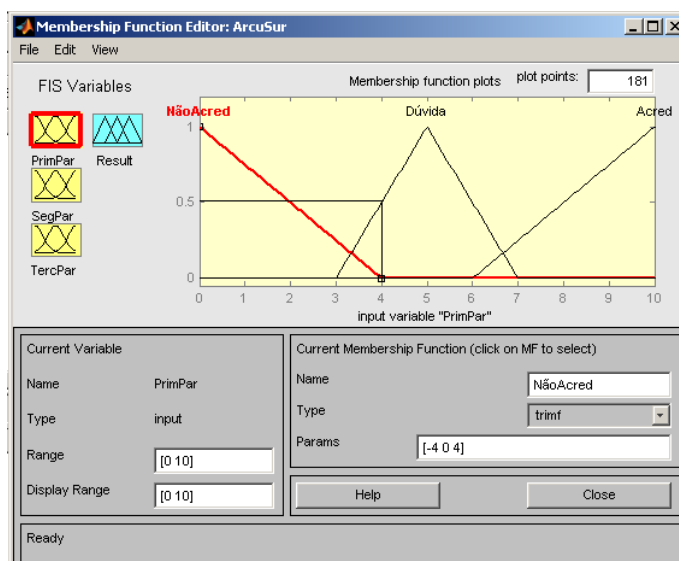 Membership Function Editor: ArcuSur
File Edit View
FIS Variables
Membership function plots plot points: 181
NãoAcred Dúvida Acred
PrimPar Result
SegPar
TercPar
1
0.5
0
0 1 2 3 4 5 6 7 8 9 10
input variable "PrimPar"
Current Variable
Name PrimPar
Type input
Range [0 10]
Display Range [0 10]
Current Membership Function (click on MF to select)
Name NãoAcred
Type trimf
Params [-4 0 4]
Help Close
Ready